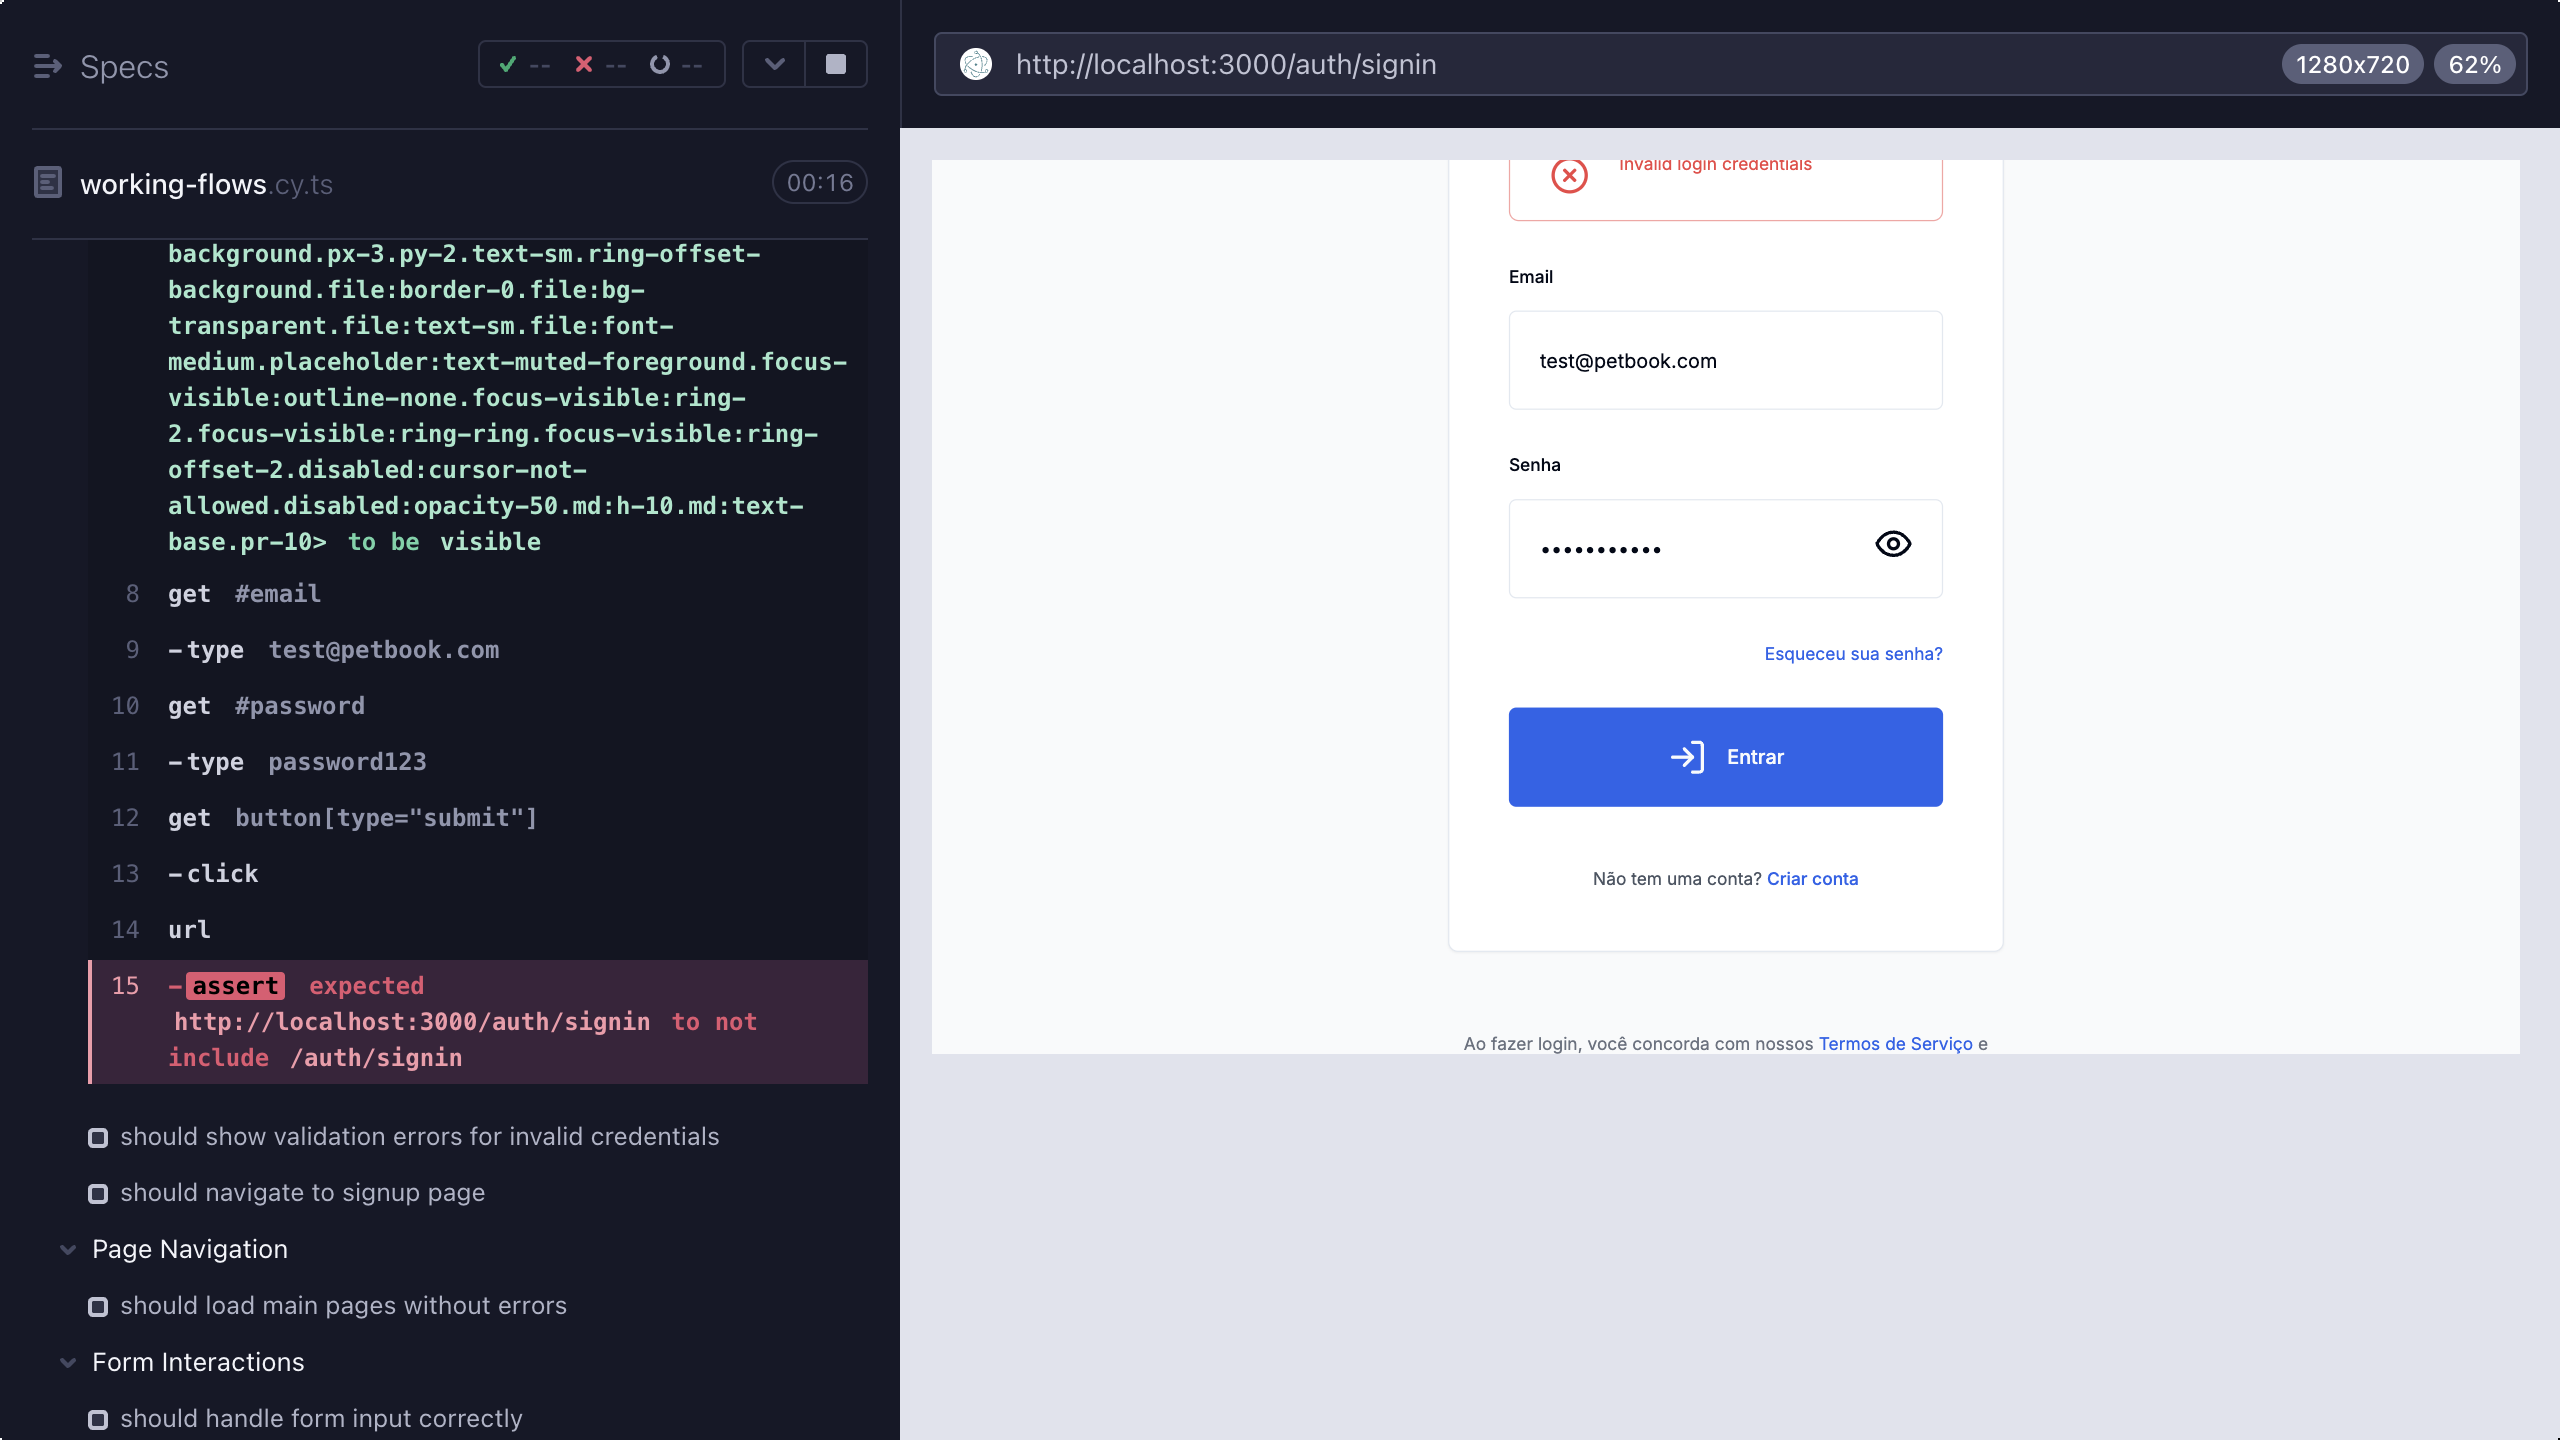 Specs
-- -- --
working-flows.cy.ts
00:16
background.px-3.py-2.text-sm.ring-offset-
background.file:border-0.file:bg-
transparent.file:text-sm.file:font-
medium.placeholder:text-muted-foreground.focus-
visible:outline-none.focus-visible:ring-
2.focus-visible:ring-ring.focus-visible:ring-
offset-2.disabled:cursor-not-
allowed.disabled:opacity-50.md:h-10.md:text-
base.pr-10> to be visible
8 get #email
9 -type test@petbook.com
10 get #password
11 -type password123
12 get button[type="submit"]
13 -click
14 url
15 -assert expected
http://localhost:3000/auth/signin to not
include /auth/signin
should show validation errors for invalid credentials
should navigate to signup page
Page Navigation
should load main pages without errors
Form Interactions
should handle form input correctly
http://localhost:3000/auth/signin
1280x720 62%
Invalid login credentials
Email
test@petbook.com
Senha
•••••••••••
Esqueceu sua senha?
Entrar
Não tem uma conta? Criar conta
Ao fazer login, você concorda com nossos Termos de Serviço e